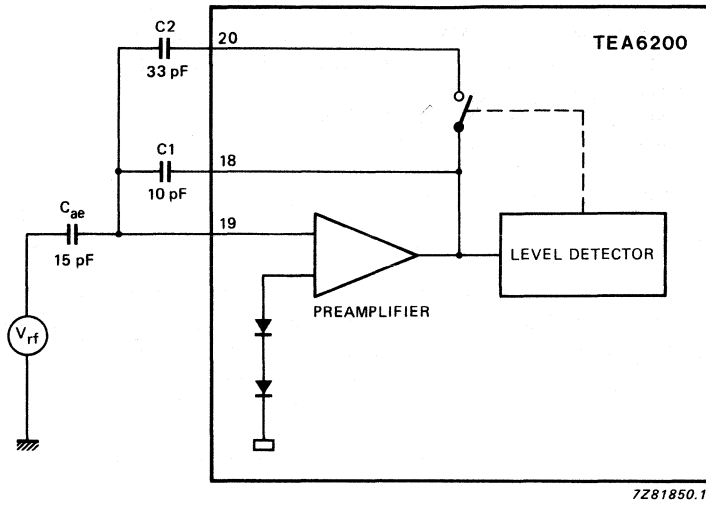 C2
20
TEA6200
33 pF
C1
18
10 pF
Cae
19
15 pF
LEVEL DETECTOR
PREAMPLIFIER
Vrf
7Z81850.1